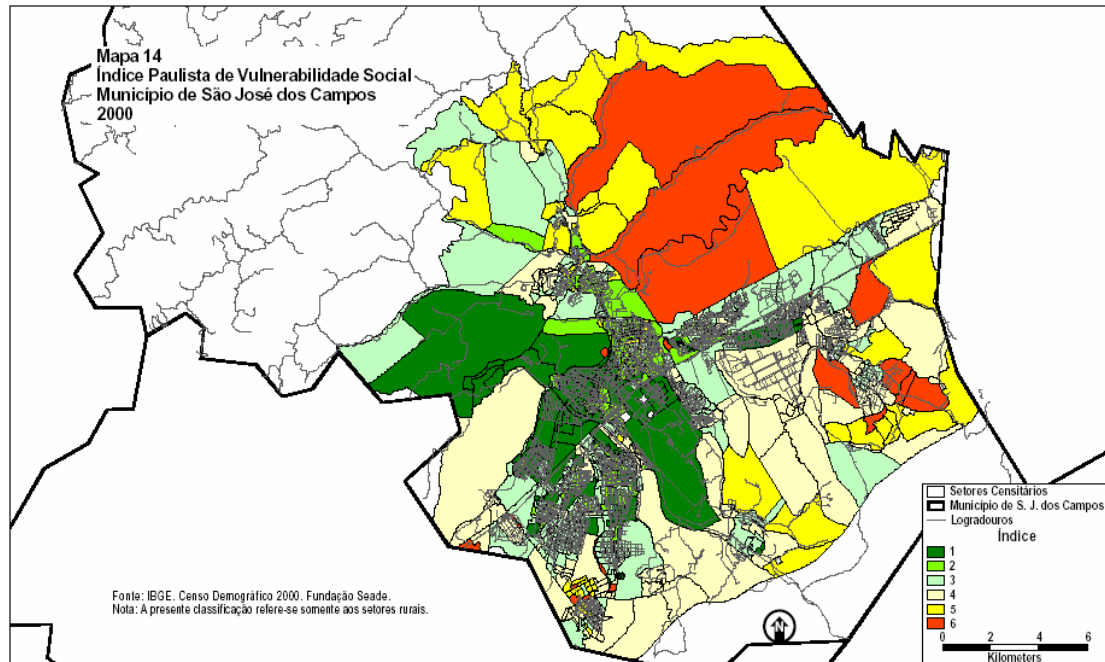 Mapa 14
Índice Paulista de Vulnerabilidade Social
Município de São José dos Campos
2000
Setores Censitários
Município de S. J. dos Campos
Logradouros
Índice
1
2
3
4
5
6
Fonte: IBGE. Censo Demográfico 2000. Fundação Seade.
Nota: A presente classificação refere-se somente aos setores rurais.
N
0 2 4 6
Kilometers